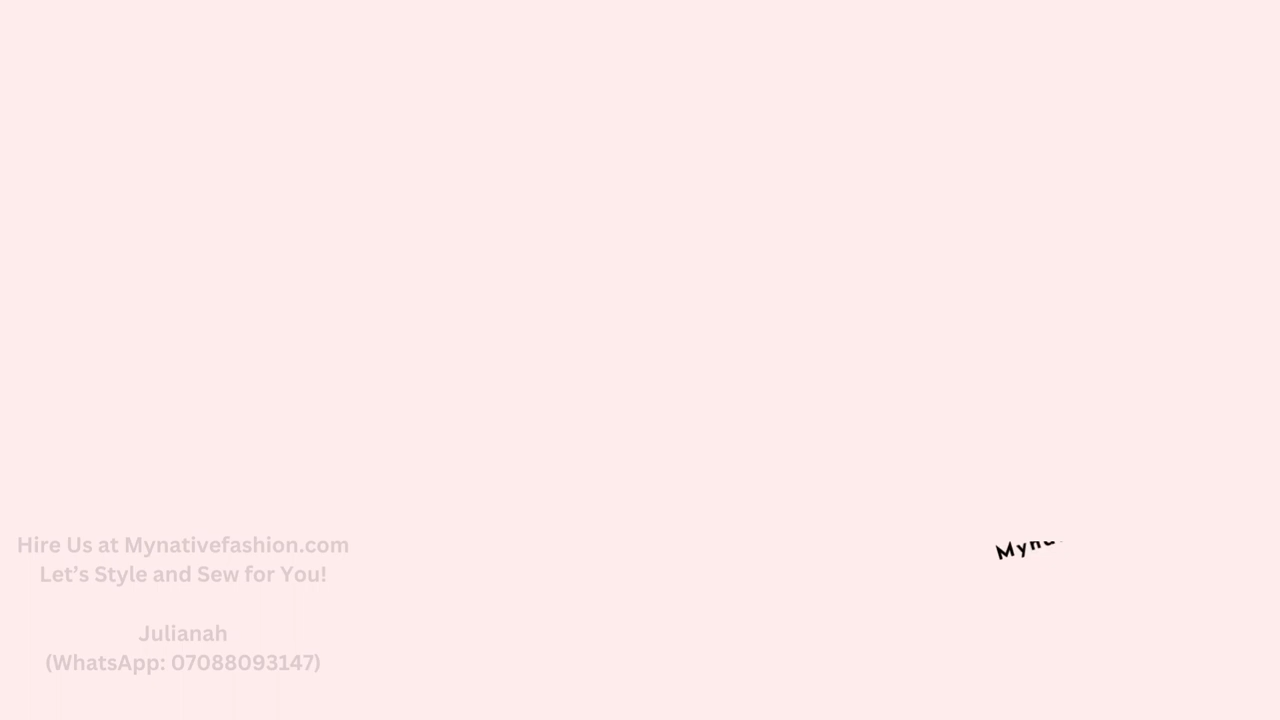 Hire Us at Mynativefashion.com
Let’s Style and Sew for You!
Julianah
(WhatsApp: 07088093147)